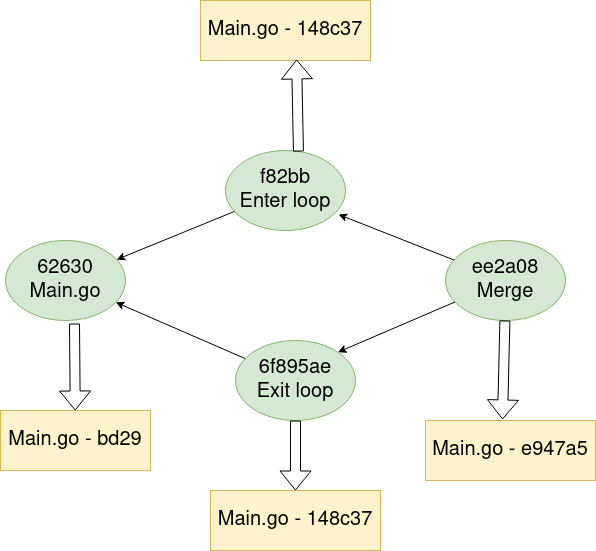 Main.go - 148c37
f82bb
Enter loop
62630
Main.go
ee2a08
Merge
6f895ae
Exit loop
Main.go - bd29
Main.go - e947a5
Main.go - 148c37